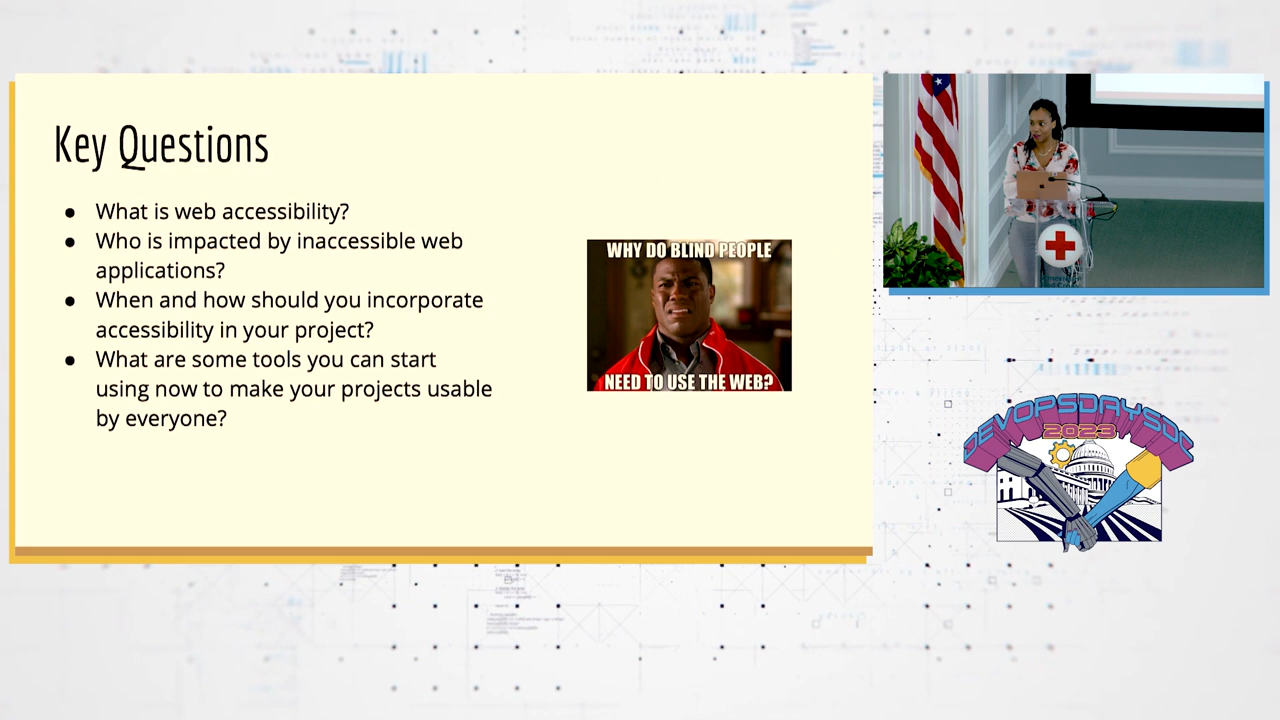 Key Questions
● What is web accessibility?
● Who is impacted by inaccessible web
applications?
● When and how should you incorporate
accessibility in your project?
● What are some tools you can start
using now to make your projects usable
by everyone?
WHY DO BLIND PEOPLE
NEED TO USE THE WEB?
DEVOPSDAYSDC
2023